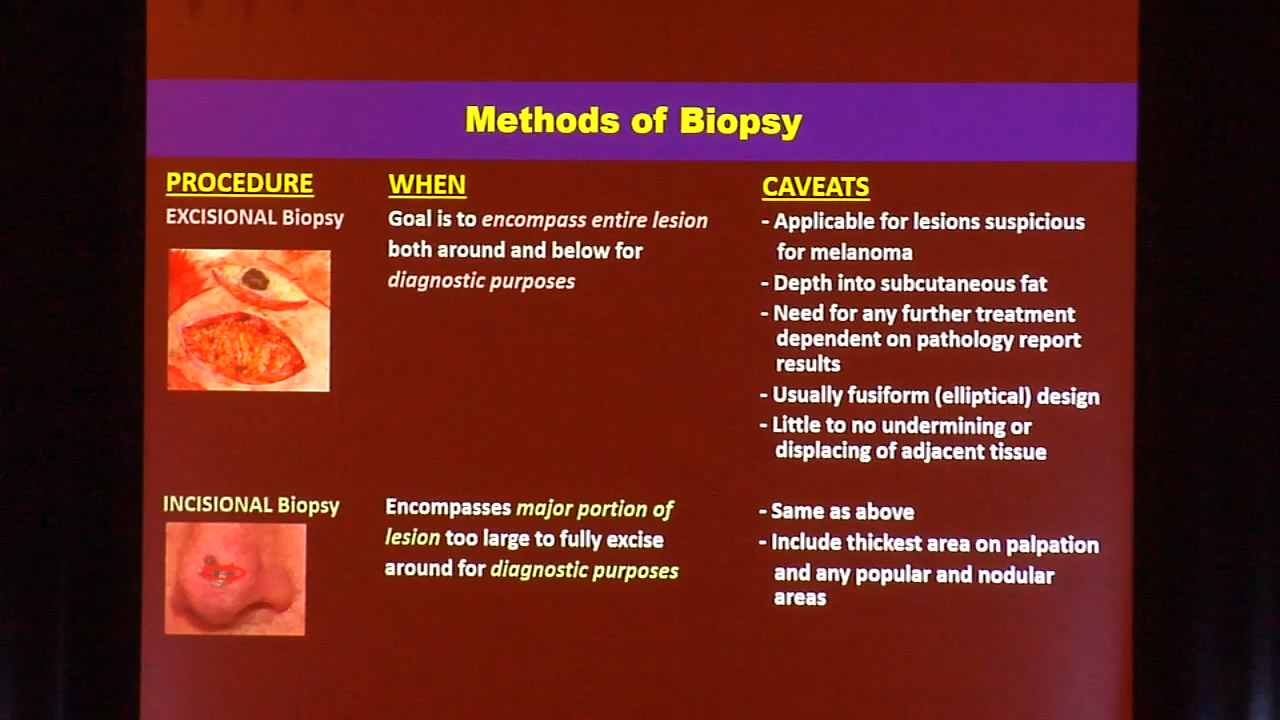 Methods of Biopsy
PROCEDURE
WHEN
CAVEATS
EXCISIONAL Biopsy
Goal is to encompass entire lesion
both around and below for
diagnostic purposes
- Applicable for lesions suspicious
for melanoma
- Depth into subcutaneous fat
- Need for any further treatment
dependent on pathology report
results
- Usually fusiform (elliptical) design
- Little to no undermining or
displacing of adjacent tissue
INCISIONAL Biopsy
Encompasses major portion of
lesion too large to fully excise
around for diagnostic purposes
- Same as above
- Include thickest area on palpation
and any popular and nodular
areas